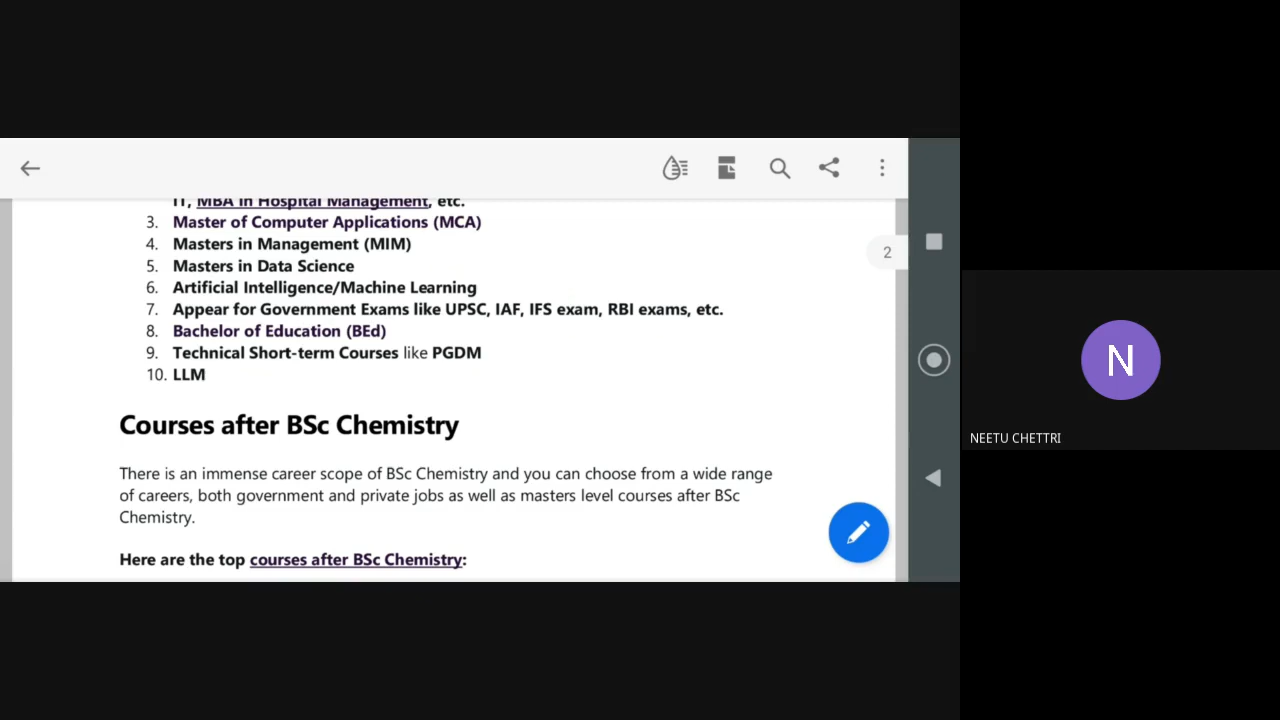 IT, MBA in Hospital Management, etc.
3. Master of Computer Applications (MCA)
4. Masters in Management (MIM)
5. Masters in Data Science
6. Artificial Intelligence/Machine Learning
7. Appear for Government Exams like UPSC, IAF, IFS exam, RBI exams, etc.
8. Bachelor of Education (BEd)
9. Technical Short-term Courses like PGDM
10. LLM
2
Courses after BSc Chemistry
There is an immense career scope of BSc Chemistry and you can choose from a wide range
of careers, both government and private jobs as well as masters level courses after BSc
Chemistry.
Here are the top courses after BSc Chemistry:
N
NEETU CHETTRI